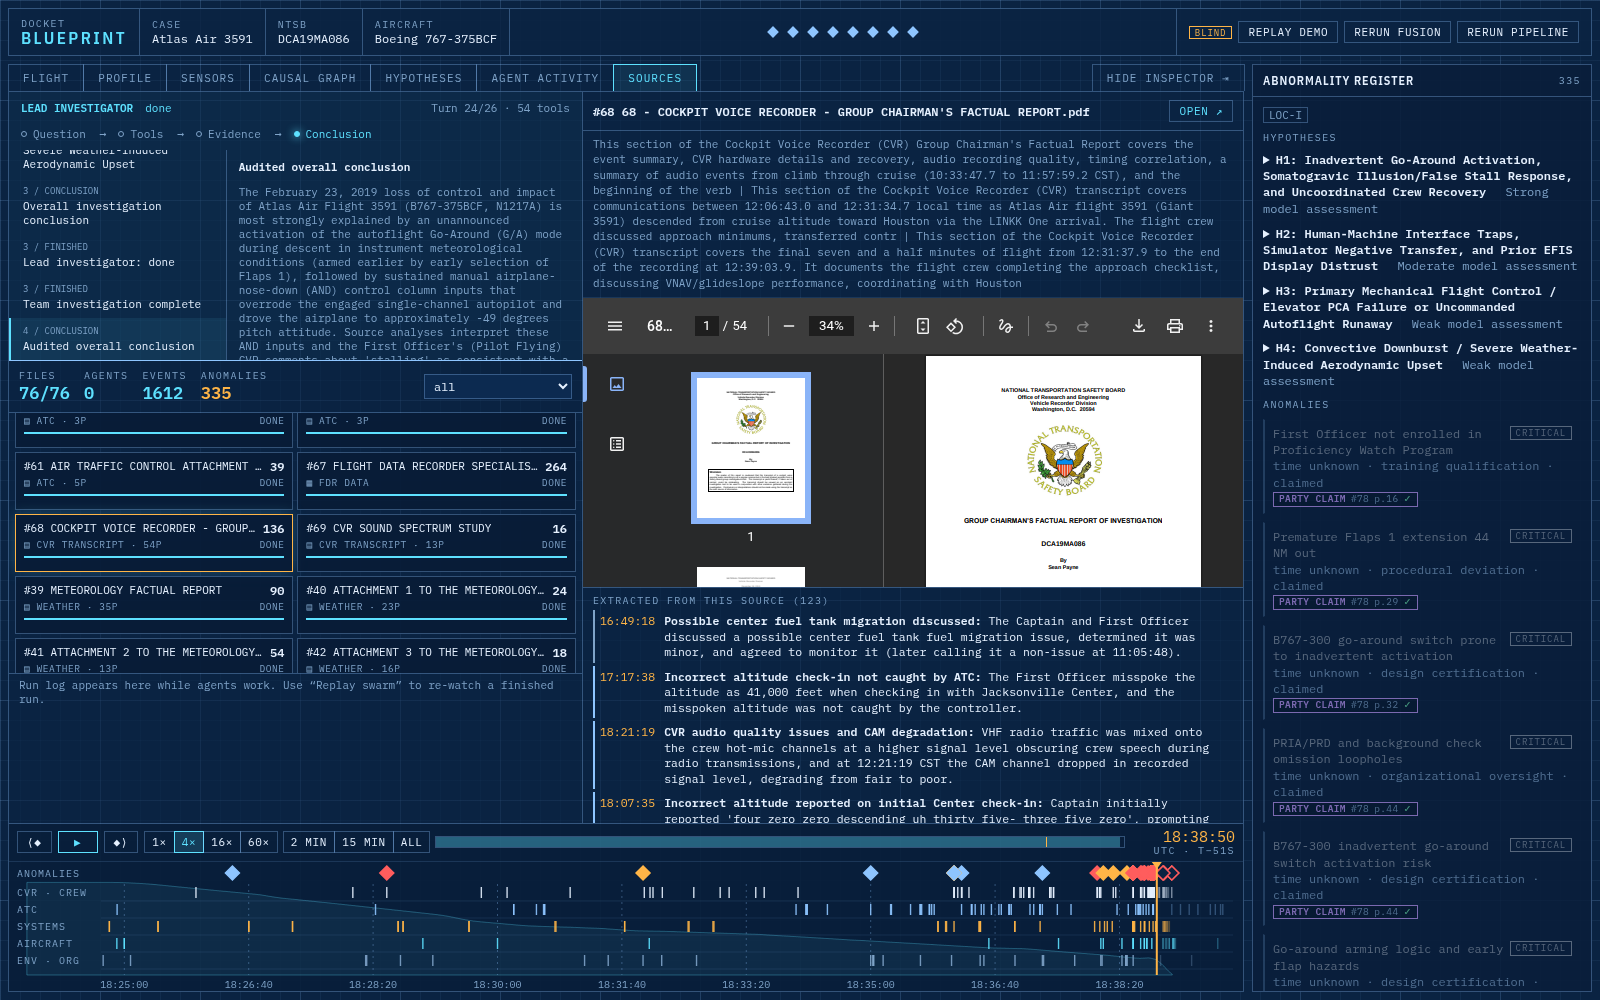 DOCKET
BLUEPRINT
CASE
Atlas Air 3591
NTSB
DCA19MA086
AIRCRAFT
Boeing 767-375BCF
BLIND
REPLAY DEMO
RERUN FUSION
RERUN PIPELINE
FLIGHT
PROFILE
SENSORS
CAUSAL GRAPH
HYPOTHESES
AGENT ACTIVITY
SOURCES
HIDE INSPECTOR ⇥
LEAD INVESTIGATOR done
Turn 24/26 · 54 tools
Question → Tools → Evidence → Conclusion
Severe Weather-Induced
Aerodynamic Upset
3 / CONCLUSION
Overall investigation
conclusion
3 / FINISHED
Lead investigator: done
3 / FINISHED
Team investigation complete
4 / CONCLUSION
Audited overall conclusion
Audited overall conclusion
The February 23, 2019 loss of control and impact
of Atlas Air Flight 3591 (B767-375BCF, N1217A) is
most strongly explained by an unannounced
activation of the autoflight Go-Around (G/A) mode
during descent in instrument meteorological
conditions (armed earlier by early selection of
Flaps 1), followed by sustained manual airplane-
nose-down (AND) control column inputs that
overrode the engaged single-channel autopilot and
drove the airplane to approximately -49 degrees
pitch attitude. Source analyses interpret these
AND inputs and the First Officer's (Pilot Flying)
CVR comments about 'stalling' as consistent with a
FILES
76/76
AGENTS
0
EVENTS
1612
ANOMALIES
335
all
ATC · 3P DONE
ATC · 3P DONE
#61 AIR TRAFFIC CONTROL ATTACHMENT … 39
ATC · 5P DONE
#67 FLIGHT DATA RECORDER SPECIALIS… 264
FDR DATA DONE
#68 COCKPIT VOICE RECORDER - GROUP… 136
CVR TRANSCRIPT · 54P DONE
#69 CVR SOUND SPECTRUM STUDY 16
CVR TRANSCRIPT · 13P DONE
#39 METEOROLOGY FACTUAL REPORT 90
WEATHER · 35P DONE
#40 ATTACHMENT 1 TO THE METEOROLOGY… 24
WEATHER · 23P DONE
#41 ATTACHMENT 2 TO THE METEOROLOGY… 54
WEATHER · 13P DONE
#42 ATTACHMENT 3 TO THE METEOROLOGY… 18
WEATHER · 16P DONE
Run log appears here while agents work. Use “Replay swarm” to re-watch a finished
run.
#68 68 - COCKPIT VOICE RECORDER - GROUP CHAIRMAN'S FACTUAL REPORT.pdf
OPEN ↗
This section of the Cockpit Voice Recorder (CVR) Group Chairman's Factual Report covers the
event summary, CVR hardware details and recovery, audio recording quality, timing correlation, a
summary of audio events from climb through cruise (10:33:47.7 to 11:57:59.2 CST), and the
beginning of the verb | This section of the Cockpit Voice Recorder (CVR) transcript covers
communications between 12:06:43.0 and 12:31:34.7 local time as Atlas Air flight 3591 (Giant
3591) descended from cruise altitude toward Houston via the LINKK One arrival. The flight crew
discussed approach minimums, transferred contr | This section of the Cockpit Voice Recorder
(CVR) transcript covers the final seven and a half minutes of flight from 12:31:37.9 to the end
of the recording at 12:39:03.9. It documents the flight crew completing the approach checklist,
discussing VNAV/glideslope performance, coordinating with Houston
68…
1 / 54
34%
1
NATIONAL TRANSPORTATION SAFETY BOARD
Office of Research and Engineering
Vehicle Recorder Division
Washington, D.C. 20594
NATIONAL TRANSPORTATION SAFETY BOARD
GROUP CHAIRMAN'S FACTUAL REPORT OF INVESTIGATION
DCA19MA086
By
Sean Payne
EXTRACTED FROM THIS SOURCE (123)
16:49:18 Possible center fuel tank migration discussed: The Captain and First Officer
discussed a possible center fuel tank fuel migration issue, determined it was
minor, and agreed to monitor it (later calling it a non-issue at 11:05:48).
17:17:38 Incorrect altitude check-in not caught by ATC: The First Officer misspoke the
altitude as 41,000 feet when checking in with Jacksonville Center, and the
misspoken altitude was not caught by the controller.
18:21:19 CVR audio quality issues and CAM degradation: VHF radio traffic was mixed onto
the crew hot-mic channels at a higher signal level obscuring crew speech during
radio transmissions, and at 12:21:19 CST the CAM channel dropped in recorded
signal level, degrading from fair to poor.
18:07:35 Incorrect altitude reported on initial Center check-in: Captain initially
reported 'four zero zero descending uh thirty five- three five zero', prompting
1× 4× 16× 60×
2 MIN 15 MIN ALL
18:38:50
UTC · T−51S
ANOMALIES
CVR · CREW
ATC
SYSTEMS
AIRCRAFT
ENV · ORG
18:25:00 18:26:40 18:28:20 18:30:00 18:31:40 18:33:20 18:35:00 18:36:40 18:38:20
ABNORMALITY REGISTER 335
LOC-I
HYPOTHESES
H1: Inadvertent Go-Around Activation,
Somatogravic Illusion/False Stall Response,
and Uncoordinated Crew Recovery Strong
model assessment
H2: Human-Machine Interface Traps,
Simulator Negative Transfer, and Prior EFIS
Display Distrust Moderate model assessment
H3: Primary Mechanical Flight Control /
Elevator PCA Failure or Uncommanded
Autoflight Runaway Weak model assessment
H4: Convective Downburst / Severe Weather-
Induced Aerodynamic Upset Weak model
assessment
ANOMALIES
First Officer not enrolled in CRITICAL
Proficiency Watch Program
time unknown · training qualification ·
claimed
PARTY CLAIM #78 p.16 ✓
Premature Flaps 1 extension 44 CRITICAL
NM out
time unknown · procedural deviation ·
claimed
PARTY CLAIM #78 p.29 ✓
B767-300 go-around switch prone CRITICAL
to inadvertent activation
time unknown · design certification ·
claimed
PARTY CLAIM #78 p.32 ✓
PRIA/PRD and background check CRITICAL
omission loopholes
time unknown · organizational oversight ·
claimed
PARTY CLAIM #78 p.44 ✓
B767-300 inadvertent go-around CRITICAL
switch activation risk
time unknown · design certification ·
claimed
PARTY CLAIM #78 p.44 ✓
Go-around arming logic and early CRITICAL
flap hazards
time unknown · design certification ·